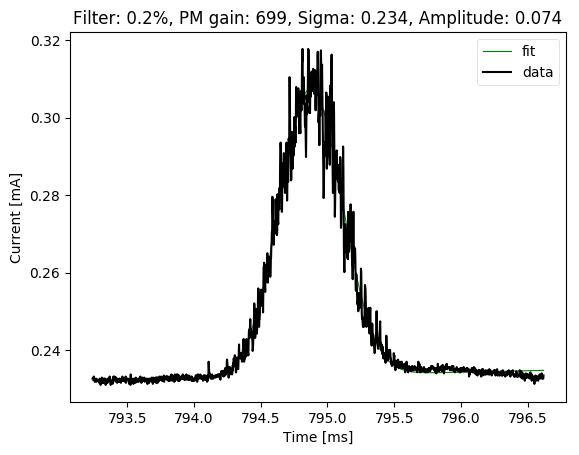 Filter: 0.2%, PM gain: 699, Sigma: 0.234, Amplitude: 0.074
fit
data
0.32
0.30
0.28
0.26
0.24
Current [mA]
793.5 794.0 794.5 795.0 795.5 796.0 796.5
Time [ms]